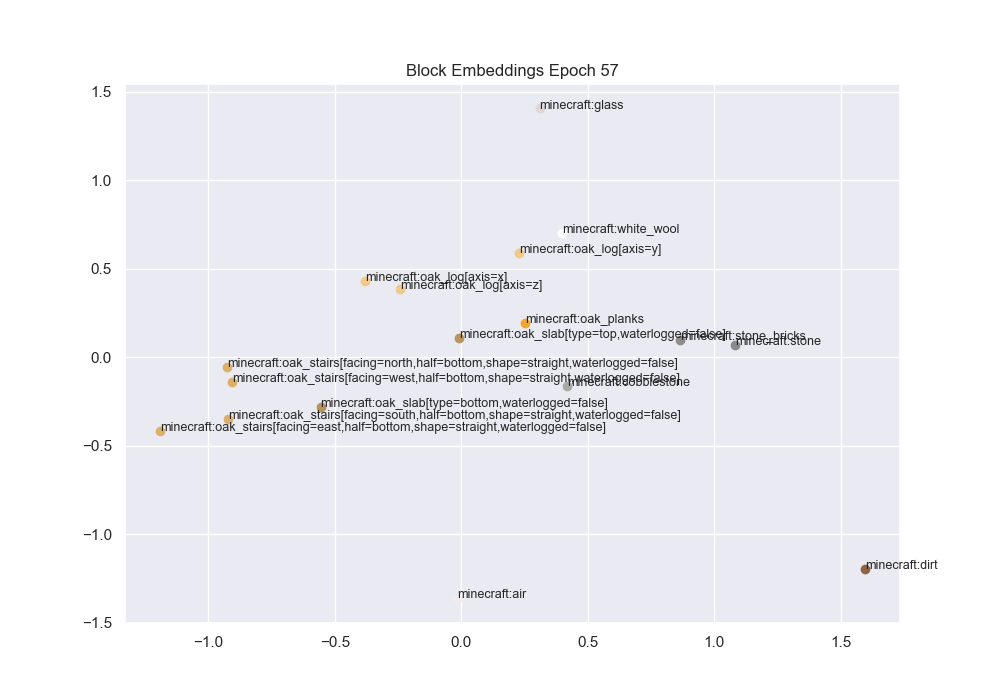 Block Embeddings Epoch 57
1.5
minecraft:glass
1.0
minecraft:white_wool
minecraft:oak_log[axis=y]
0.5
minecraft:oak_log[axis=x]
minecraft:oak_log[axis=z]
minecraft:oak_planks
minecraft:oak_slab[type=top,waterlogged=false]
minecraft:stone_bricks
minecraft:stone
0.0
minecraft:oak_stairs[facing=north,half=bottom,shape=straight,waterlogged=false]
minecraft:oak_stairs[facing=west,half=bottom,shape=straight,waterlogged=false]
minecraft:cobblestone
minecraft:oak_slab[type=bottom,waterlogged=false]
minecraft:oak_stairs[facing=south,half=bottom,shape=straight,waterlogged=false]
minecraft:oak_stairs[facing=east,half=bottom,shape=straight,waterlogged=false]
−0.5
−1.0
minecraft:dirt
minecraft:air
−1.5
−1.0 −0.5 0.0 0.5 1.0 1.5